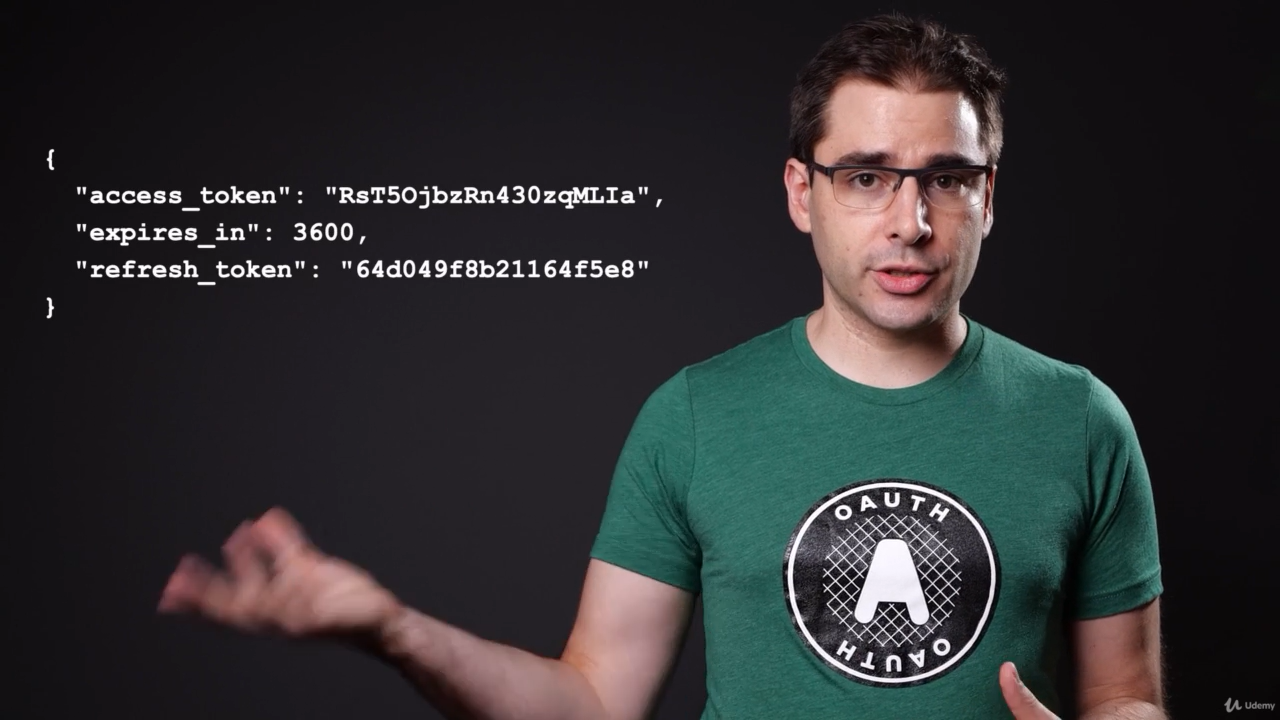 {
"access_token": "RsT5OjbzRn430zqMLIa",
"expires_in": 3600,
"refresh_token": "64d049f8b21164f5e8"
}
OAUTH
A
OAUTH
Udemy